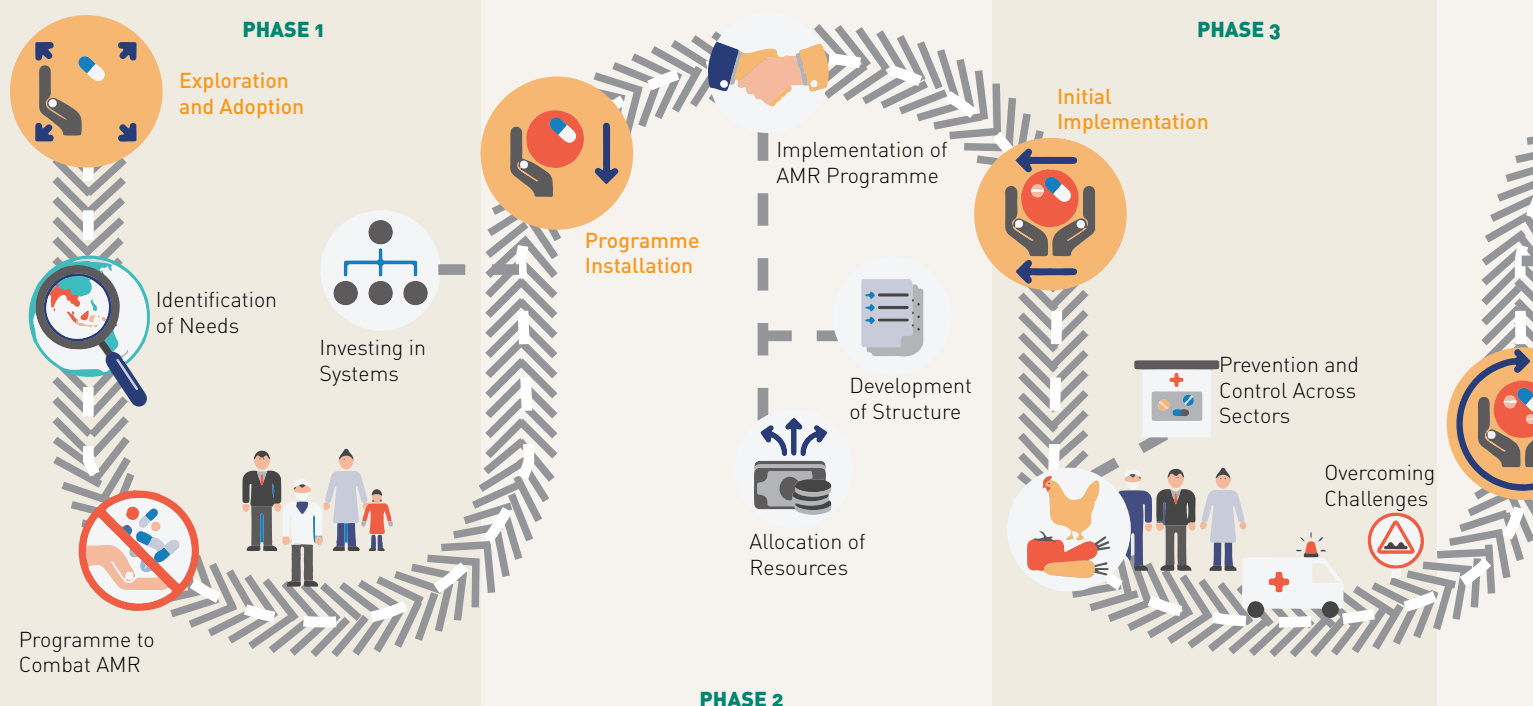 PHASE 1
Exploration
and Adoption
Identification
of Needs
Investing in
Systems
Programme to
Combat AMR
Programme
Installation
Implementation of
AMR Programme
Development
of Structure
Allocation of
Resources
PHASE 2
PHASE 3
Initial
Implementation
Prevention and
Control Across
Sectors
Overcoming
Challenges